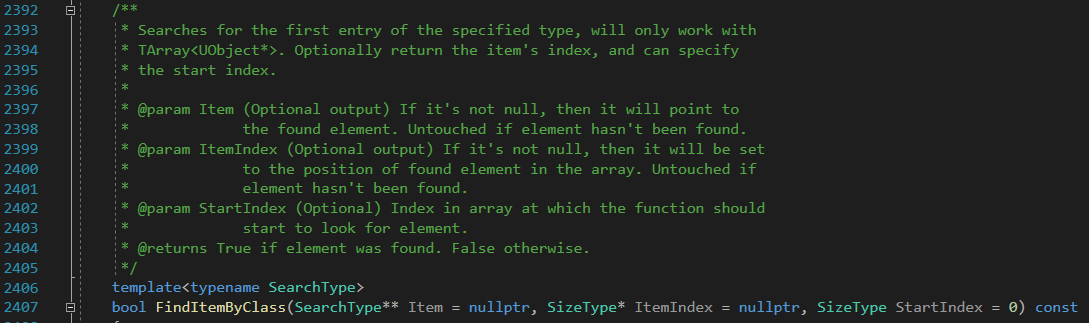 2392 /**
2393 * Searches for the first entry of the specified type, will only work with
2394 * TArray<UObject*>. Optionally return the item's index, and can specify
2395 * the start index.
2396 *
2397 * @param Item (Optional output) If it's not null, then it will point to
2398 * the found element. Untouched if element hasn't been found.
2399 * @param ItemIndex (Optional output) If it's not null, then it will be set
2400 * to the position of found element in the array. Untouched if
2401 * element hasn't been found.
2402 * @param StartIndex (Optional) Index in array at which the function should
2403 * start to look for element.
2404 * @returns True if element was found. False otherwise.
2405 */
2406 template<typename SearchType>
2407 bool FindItemByClass(SearchType** Item = nullptr, SizeType* ItemIndex = nullptr, SizeType StartIndex = 0) const